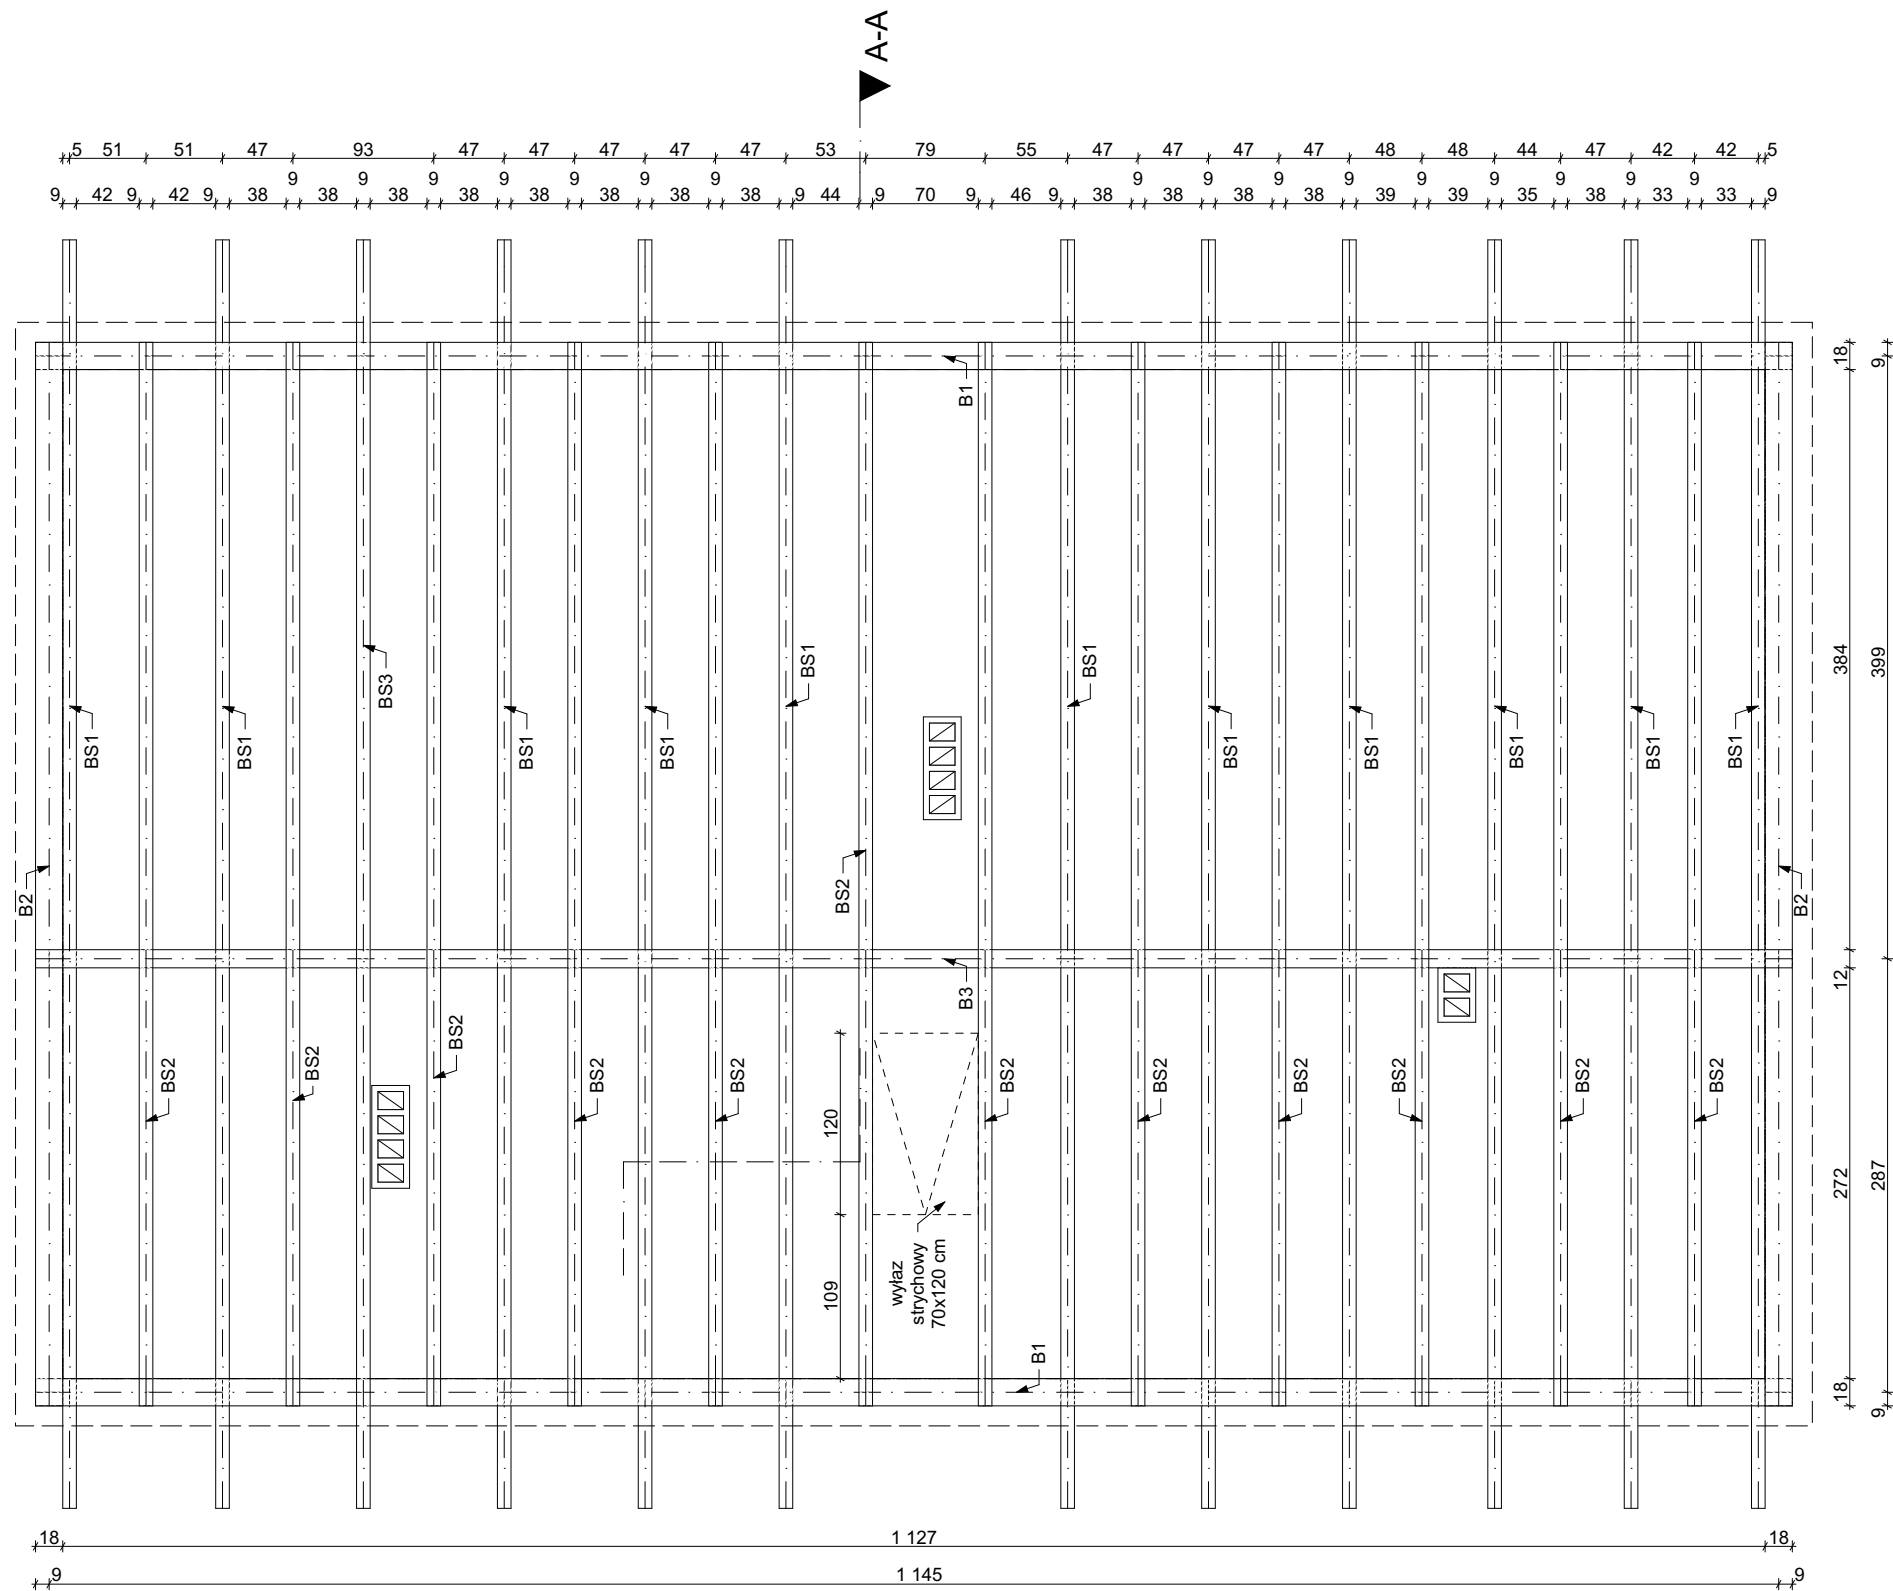 A-A
5 51 51 47 93 47 47 47 47 47 53 79 55 47 47 47 47 48 48 44 47 42 42 5
9 9 9 9 9 9 9 9 9 9 9 9 9
9 42 9 42 9 38 38 38 38 38 38 38 9 44 9 70 9 46 9 38 38 38 38 39 39 35 38 33 33 9
18
9
B1
BS3
BS1
BS1
384
399
BS1
BS1
BS1
BS1
BS1
BS1
BS1
BS1
BS1
B2
BS2
B2
12
B3
BS2
BS2
BS2
BS2
BS2
BS2
BS2
BS2
BS2
BS2
BS2
120
272
287
109
wyłaz
strychowy
70x120 cm
B1
18
9
18 1 127 18
9 1 145 9